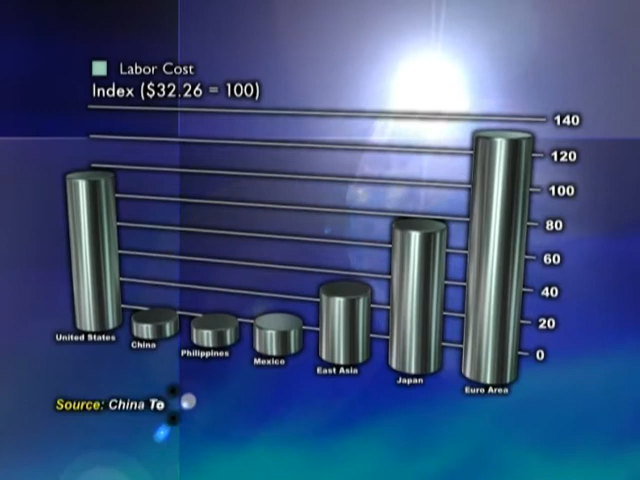 Labor Cost
Index ($32.26 = 100)
140
120
100
80
60
40
20
0
United States
China
Philippines
Mexico
East Asia
Japan
Euro Area
Source: China To